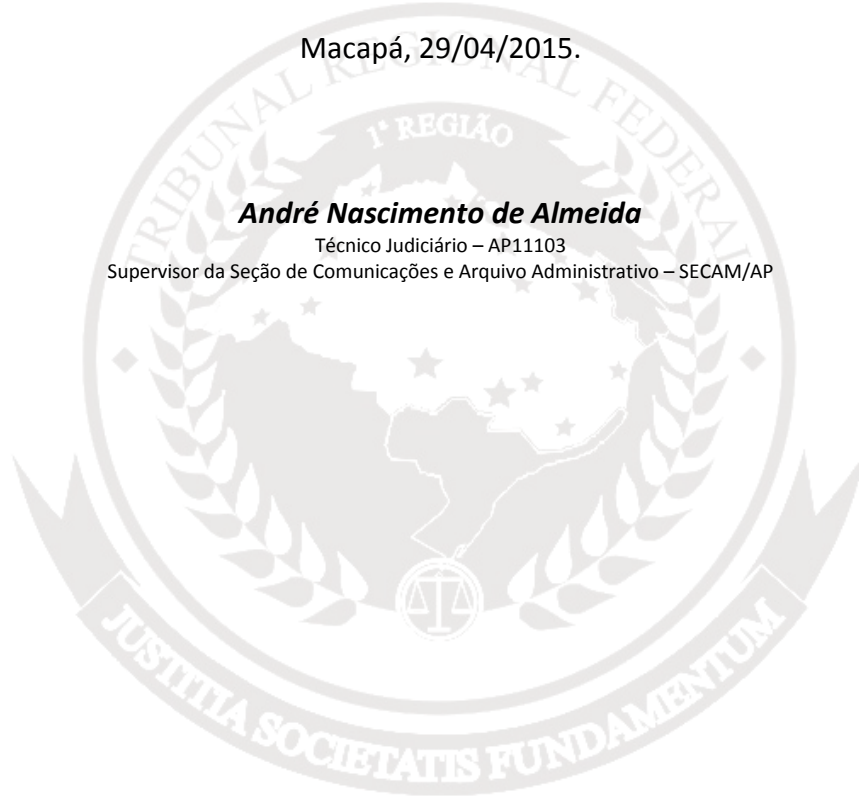 Macapá, 29/04/2015.
TRIBUNAL REGIONAL FEDERAL
1ª REGIÃO
André Nascimento de Almeida
Técnico Judiciário – AP11103
Supervisor da Seção de Comunicações e Arquivo Administrativo – SECAM/AP
JUSTITIA SOCIETATIS FUNDAMENTUM